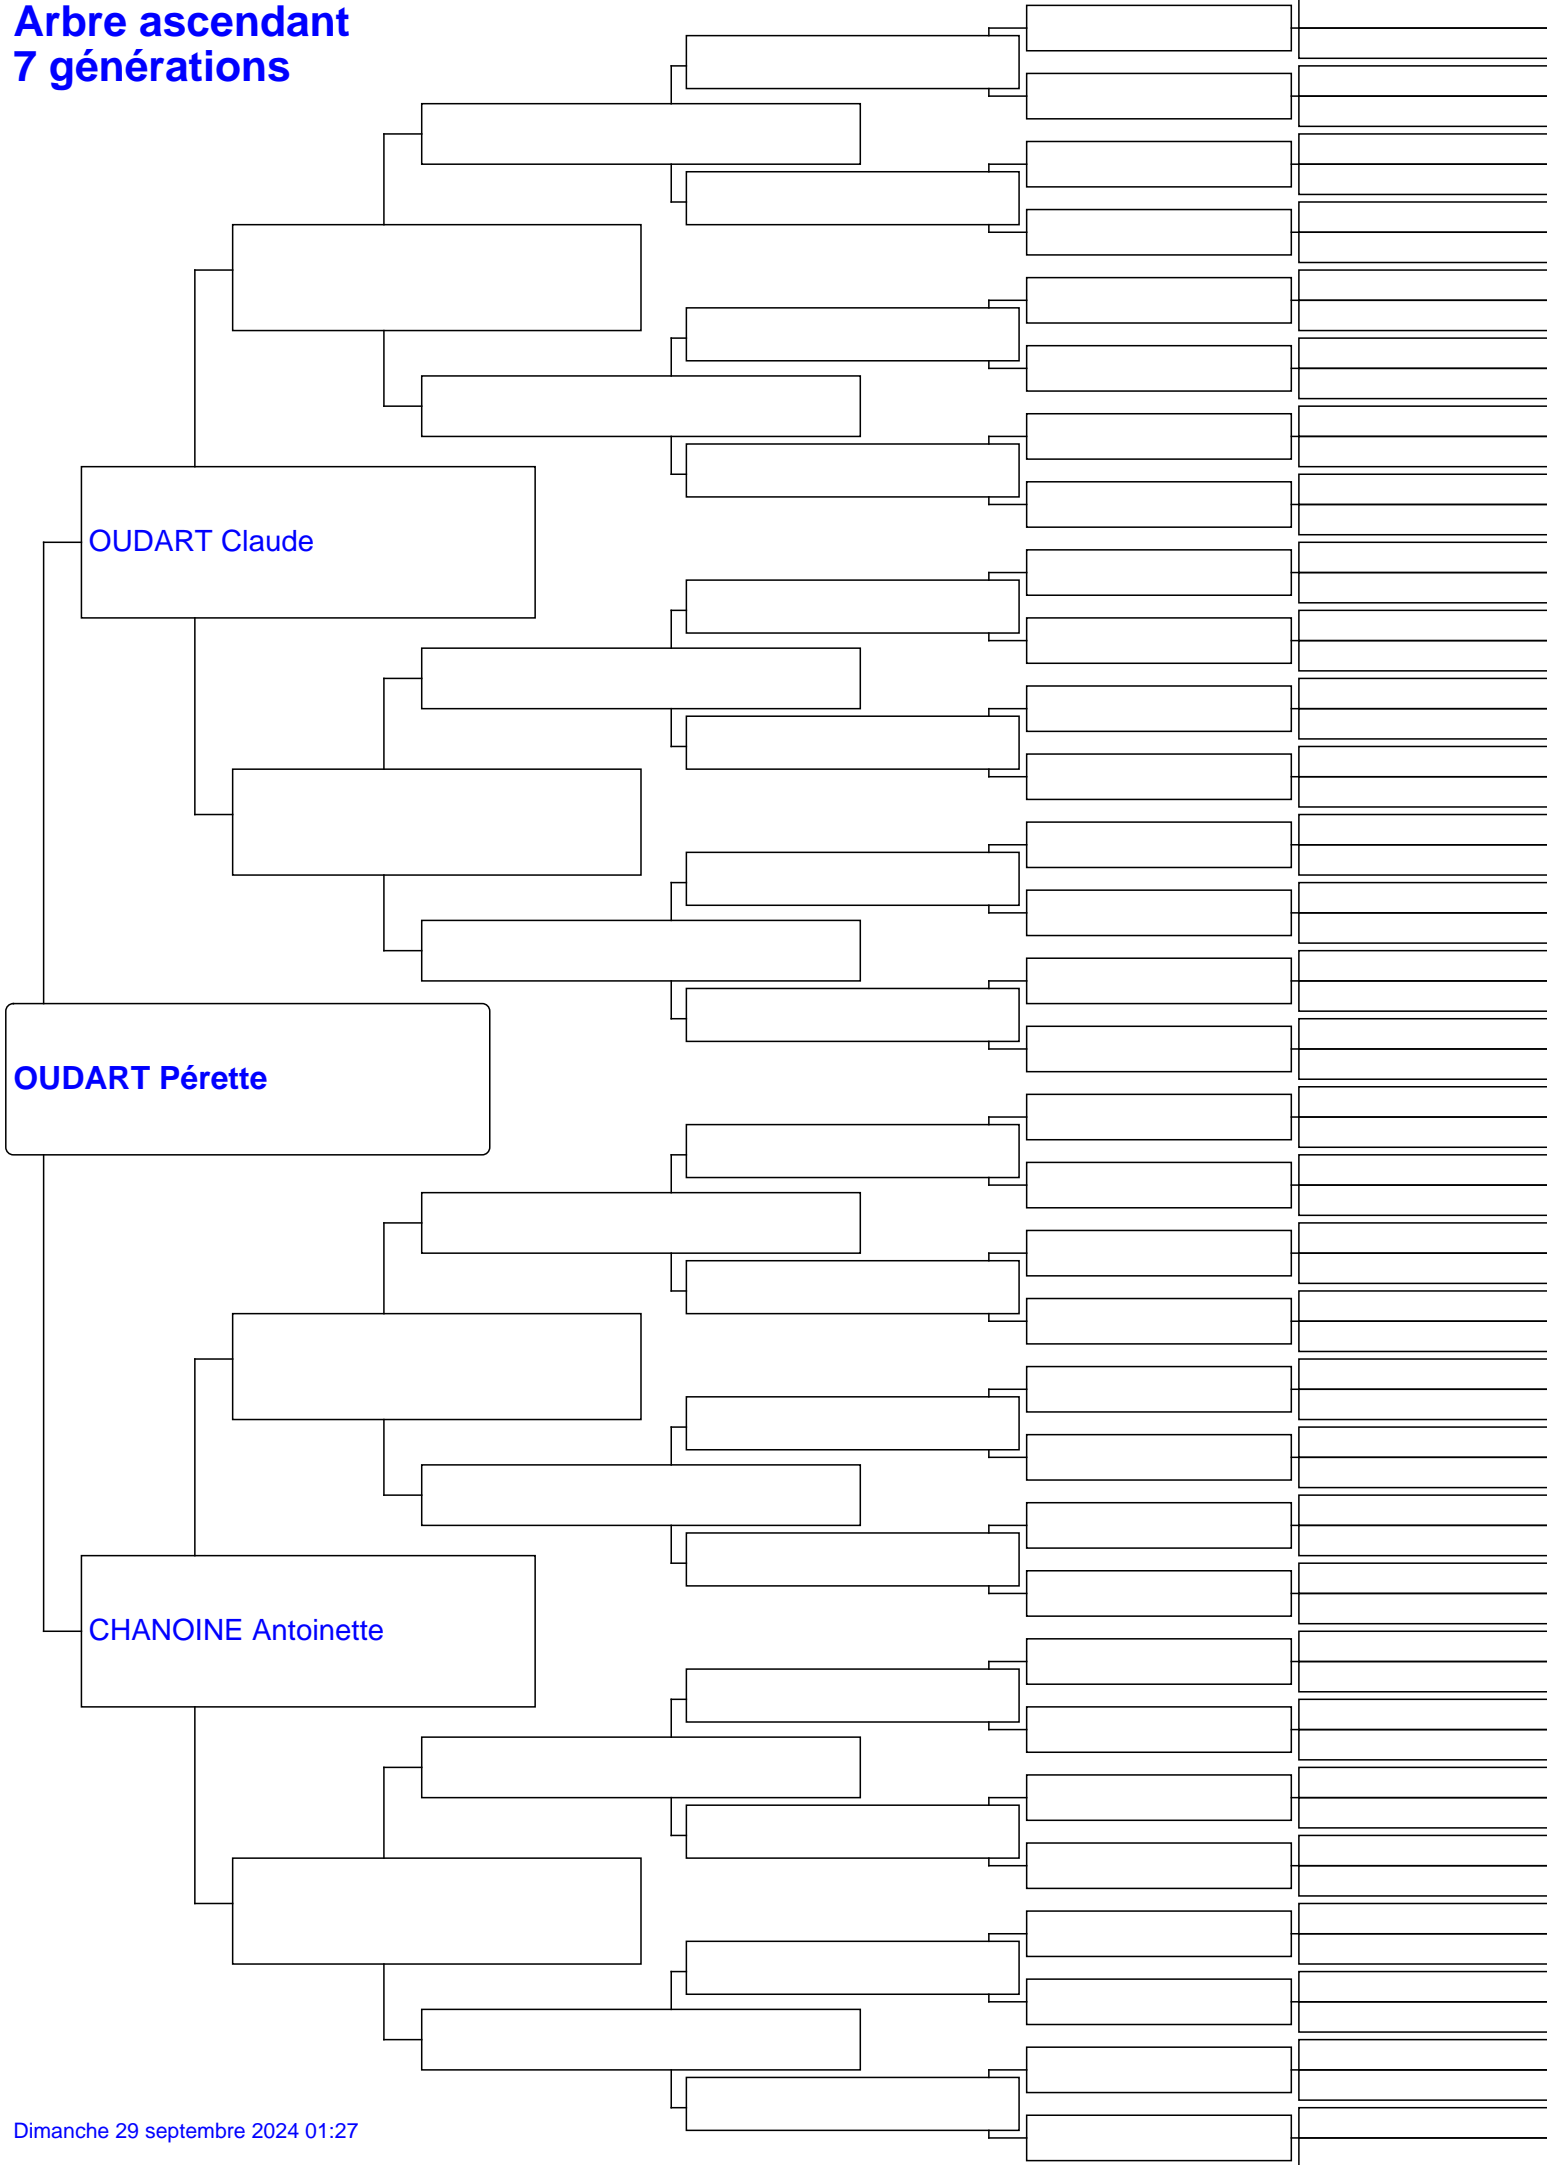 Arbre ascendant
7 générations
OUDART Claude
OUDART Pérette
CHANOINE Antoinette
Dimanche 29 septembre 2024 01:27